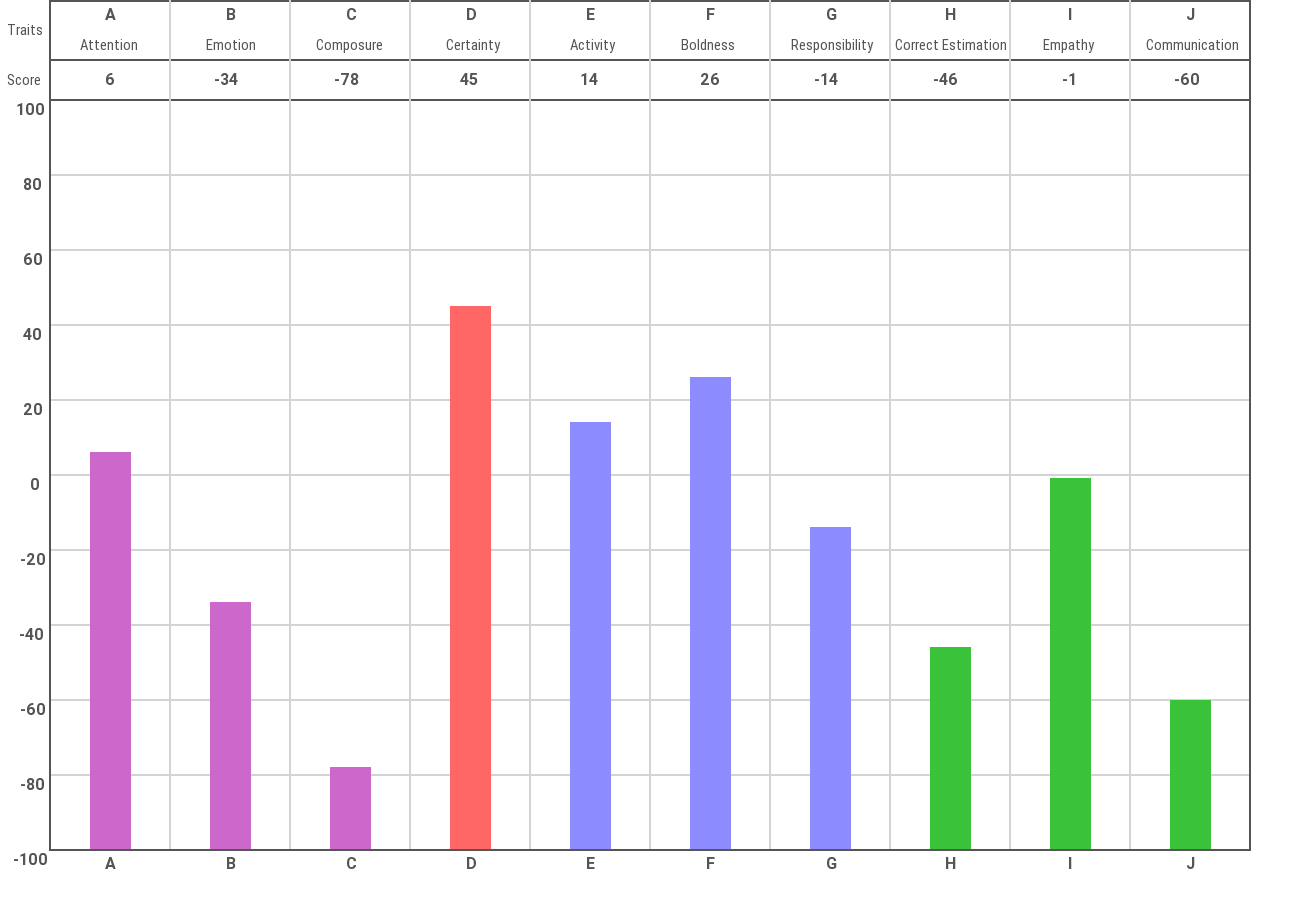 A B C D E F G H I J
Traits Attention Emotion Composure Certainty Activity Boldness Responsibility Correct Estimation Empathy Communication
Score 6 -34 -78 45 14 26 -14 -46 -1 -60
100
80
60
40
20
0
-20
-40
-60
-80
-100
A B C D E F G H I J